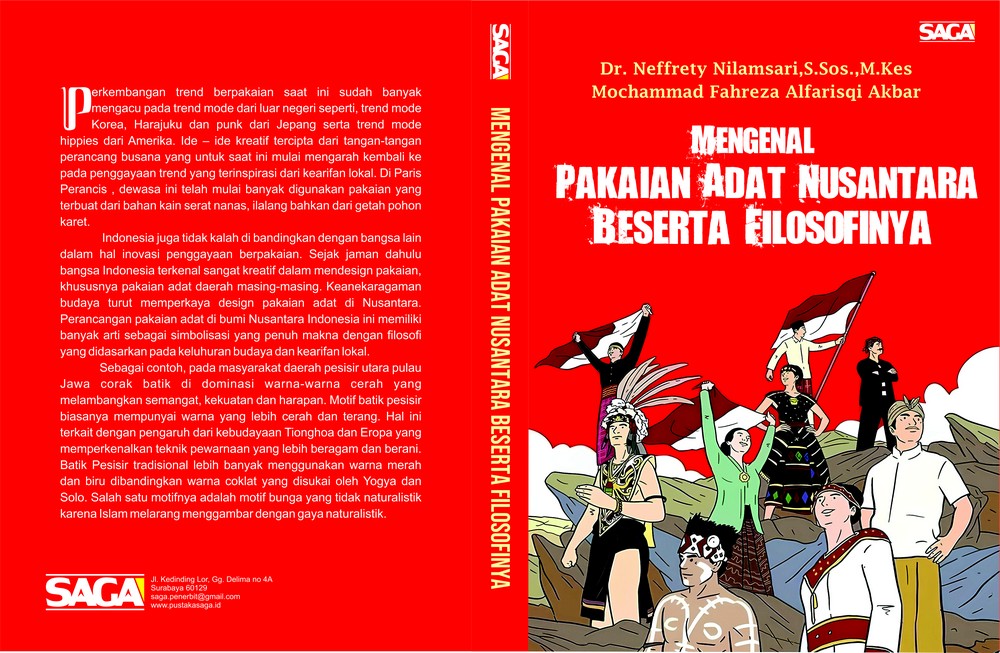 Perkembangan trend berpakaian saat ini sudah banyak
mengacu pada trend mode dari luar negeri seperti, trend mode
Korea, Harajuku dan punk dari Jepang serta trend mode
hippies dari Amerika. Ide – ide kreatif tercipta dari tangan-tangan
perancang busana yang untuk saat ini mulai mengarah kembali ke
pada penggayaan trend yang terinspirasi dari kearifan lokal. Di Paris
Perancis , dewasa ini telah mulai banyak digunakan pakaian yang
terbuat dari bahan kain serat nanas, ilalang bahkan dari getah pohon
karet.
Indonesia juga tidak kalah di bandingkan dengan bangsa lain
dalam hal inovasi penggayaan berpakaian. Sejak jaman dahulu
bangsa Indonesia terkenal sangat kreatif dalam mendesign pakaian,
khususnya pakaian adat daerah masing-masing. Keanekaragaman
budaya turut memperkaya design pakaian adat di Nusantara.
Perancangan pakaian adat di bumi Nusantara Indonesia ini memiliki
banyak arti sebagai simbolisasi yang penuh makna dengan filosofi
yang didasarkan pada keluhuran budaya dan kearifan lokal.
Sebagai contoh, pada masyarakat daerah pesisir utara pulau
Jawa corak batik di dominasi warna-warna cerah yang
melambangkan semangat, kekuatan dan harapan. Motif batik pesisir
biasanya mempunyai warna yang lebih cerah dan terang. Hal ini
terkait dengan pengaruh dari kebudayaan Tionghoa dan Eropa yang
memperkenalkan teknik pewarnaan yang lebih beragam dan berani.
Batik Pesisir tradisional lebih banyak menggunakan warna merah
dan biru dibandingkan warna coklat yang disukai oleh Yogya dan
Solo. Salah satu motifnya adalah motif bunga yang tidak naturalistik
karena Islam melarang menggambar dengan gaya naturalistik.
SAGA
Jl. Kedinding Lor, Gg. Delima no 4A
Surabaya 60129
saga.penerbit@gmail.com
www.pustakasaga.id
SAGA
MENGENAL PAKAIAN ADAT NUSANTARA BESERTA FILOSOFINYA
SAGA
Dr. Neffrety Nilamsari,S.Sos.,M.Kes
Mochammad Fahreza Alfarisqi Akbar
MENGENAL
PAKAIAN ADAT NUSANTARA
BESERTA FILOSOFINYA